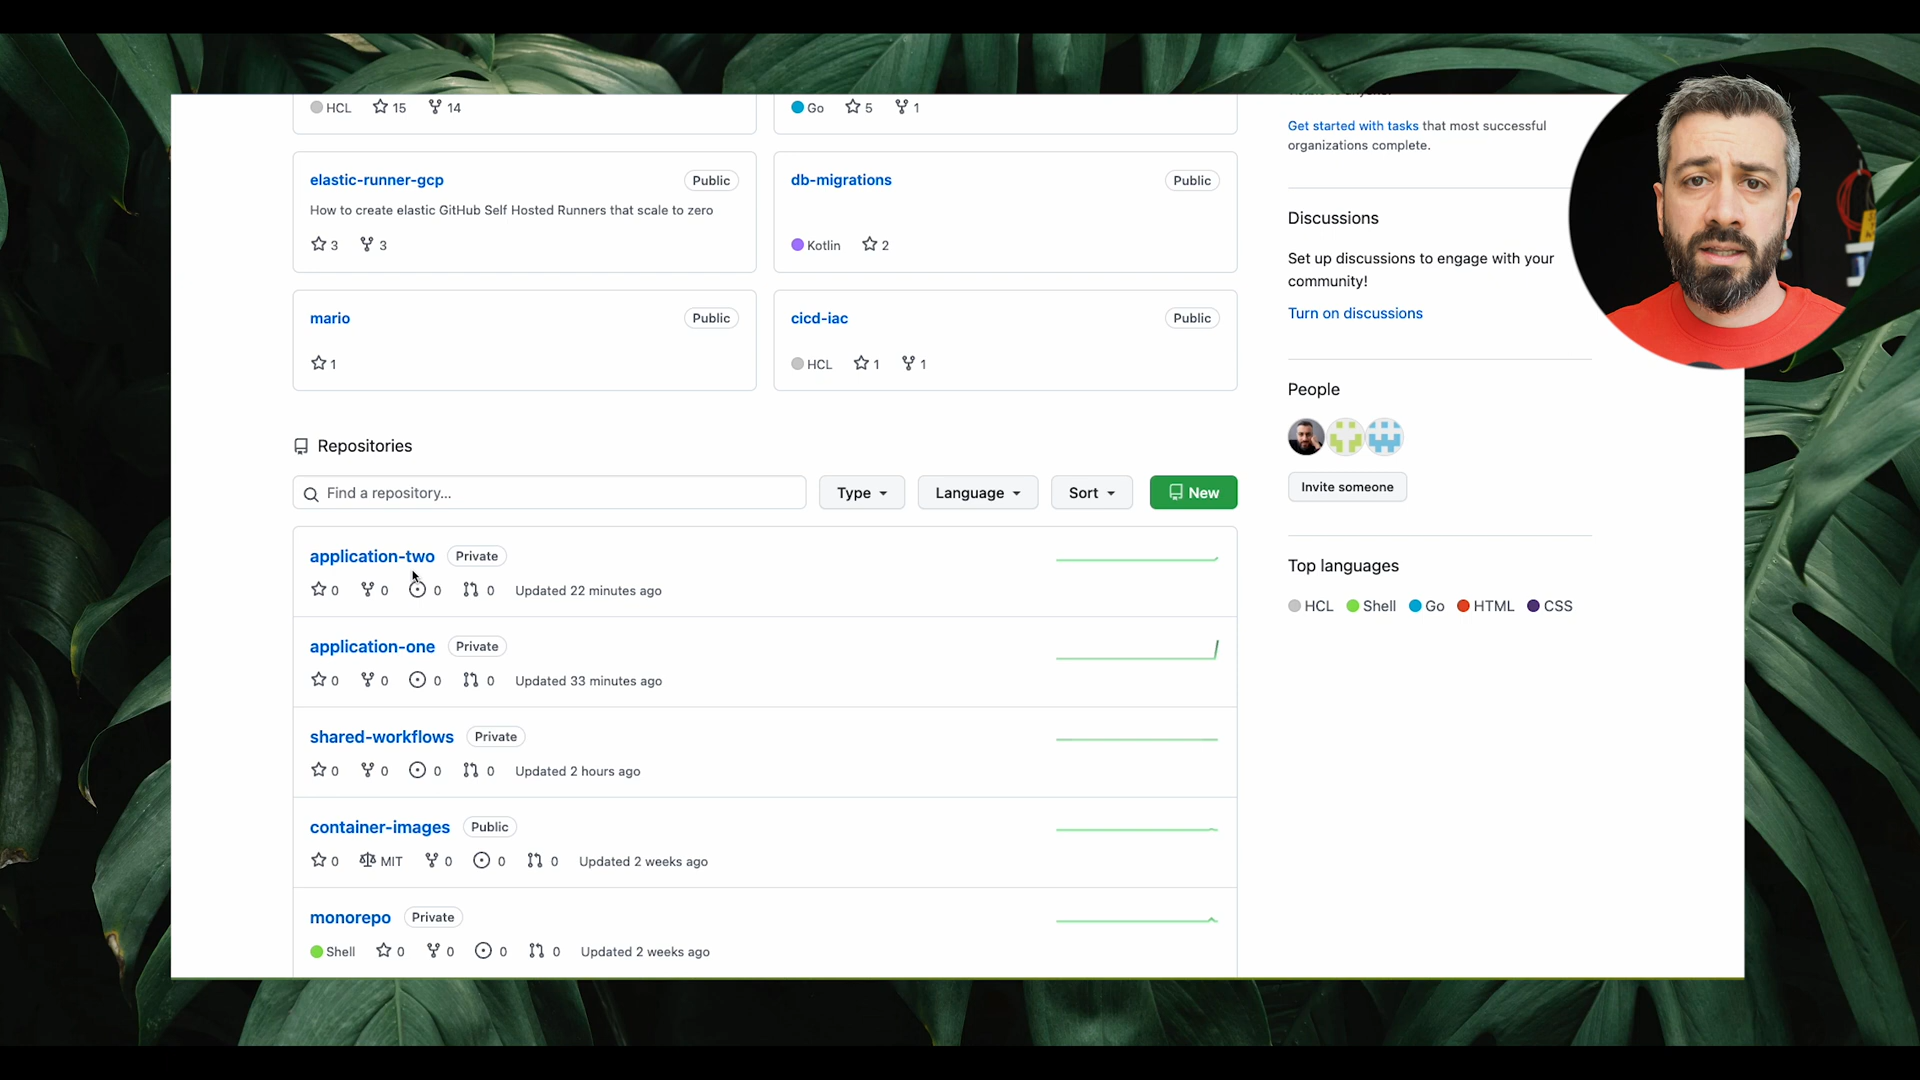 HCL 15 14
Go 5 1
Get started with tasks that most successful
organizations complete.
elastic-runner-gcp Public
How to create elastic GitHub Self Hosted Runners that scale to zero
3 3
db-migrations Public
Kotlin 2
mario Public
1
cicd-iac Public
HCL 1 1
Discussions
Set up discussions to engage with your
community!
Turn on discussions
People
Invite someone
Top languages
HCL Shell Go HTML CSS
Repositories
Find a repository...
Type
Language
Sort
New
application-two Private
0 0 0 0 Updated 22 minutes ago
application-one Private
0 0 0 0 Updated 33 minutes ago
shared-workflows Private
0 0 0 0 Updated 2 hours ago
container-images Public
0 MIT 0 0 0 Updated 2 weeks ago
monorepo Private
Shell 0 0 0 0 Updated 2 weeks ago